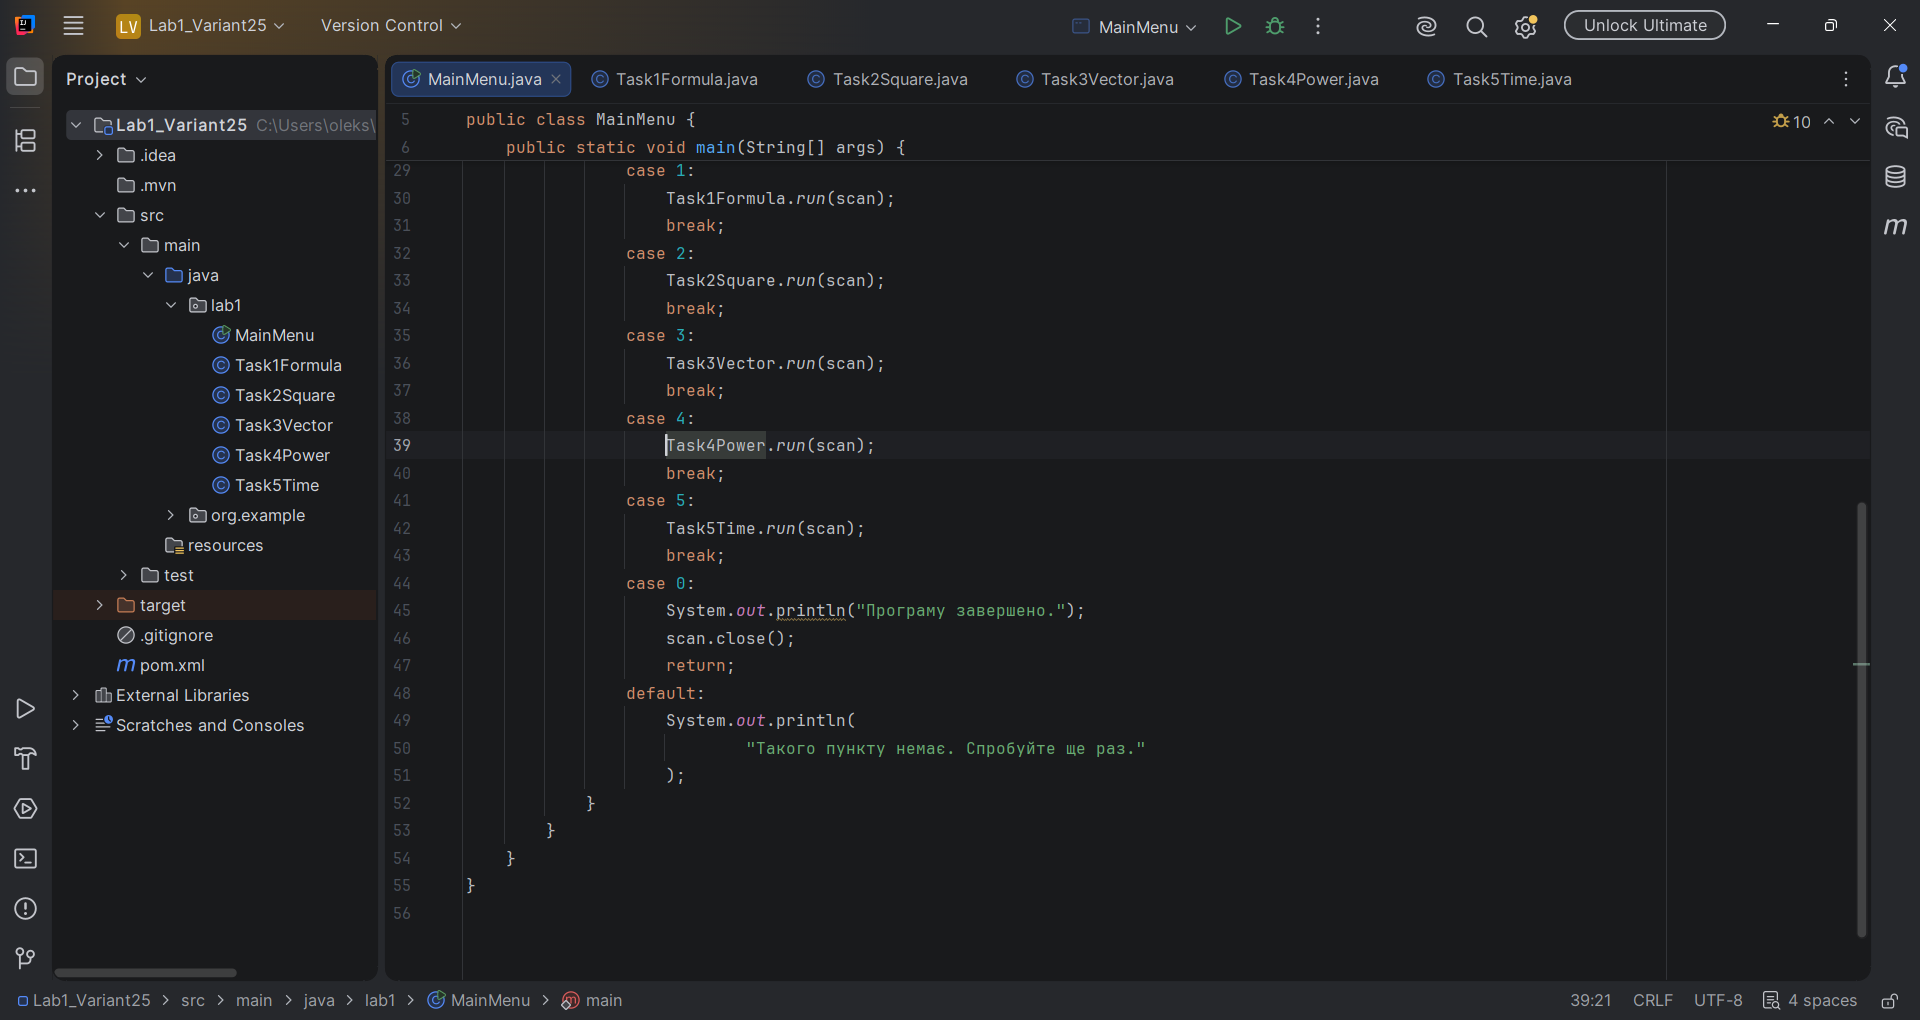 LV Lab1_Variant25 Version Control MainMenu Unlock Ultimate
Project
Lab1_Variant25 C:\Users\oleks\
.idea
.mvn
src
main
java
lab1
MainMenu
Task1Formula
Task2Square
Task3Vector
Task4Power
Task5Time
org.example
resources
test
target
.gitignore
m pom.xml
External Libraries
Scratches and Consoles
MainMenu.java Task1Formula.java Task2Square.java Task3Vector.java Task4Power.java Task5Time.java
10
5 public class MainMenu {
6 public static void main(String[] args) {
29 case 1:
30 Task1Formula.run(scan);
31 break;
32 case 2:
33 Task2Square.run(scan);
34 break;
35 case 3:
36 Task3Vector.run(scan);
37 break;
38 case 4:
39 Task4Power.run(scan);
40 break;
41 case 5:
42 Task5Time.run(scan);
43 break;
44 case 0:
45 System.out.println("Програму завершено.");
46 scan.close();
47 return;
48 default:
49 System.out.println(
50 "Такого пункту немає. Спробуйте ще раз."
51 );
52 }
53 }
54 }
55 }
56
m
Lab1_Variant25 > src > main > java > lab1 > MainMenu > main 39:21 CRLF UTF-8 4 spaces